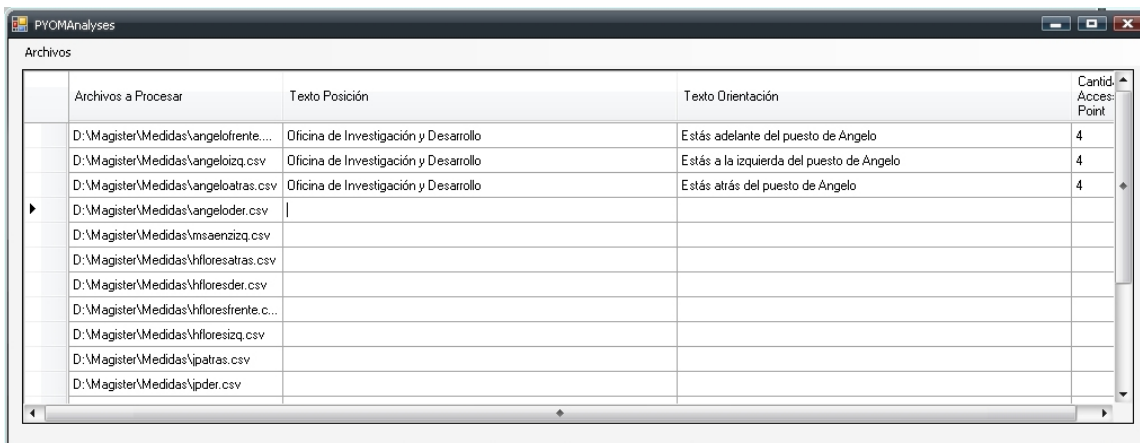 PYOMAnalyses
Archivos
Archivos a Procesar Texto Posición Texto Orientación Cantid. Acces: Point
D:\Magister\Medidas\angelofrente.... Oficina de Investigación y Desarrollo Estás adelante del puesto de Angelo 4
D:\Magister\Medidas\angeloizq.csv Oficina de Investigación y Desarrollo Estás a la izquierda del puesto de Angelo 4
D:\Magister\Medidas\angeloatras.csv Oficina de Investigación y Desarrollo Estás atrás del puesto de Angelo 4
D:\Magister\Medidas\angeloder.csv
D:\Magister\Medidas\msaenzizq.csv
D:\Magister\Medidas\hfloresatras.csv
D:\Magister\Medidas\hfloresder.csv
D:\Magister\Medidas\hfloresfrente.c...
D:\Magister\Medidas\hfloresizq.csv
D:\Magister\Medidas\jpatras.csv
D:\Magister\Medidas\jpder.csv